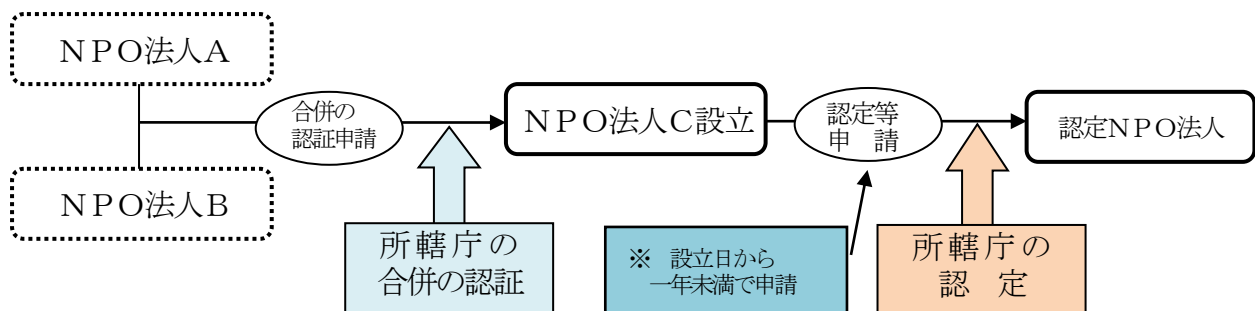 NPO法人A
合併の
認証申請
NPO法人C設立
認定等
申 請
認定NPO法人
NPO法人B
所轄庁の
合併の認証
※ 設立日から
一年未満で申請
所轄庁の
認 定